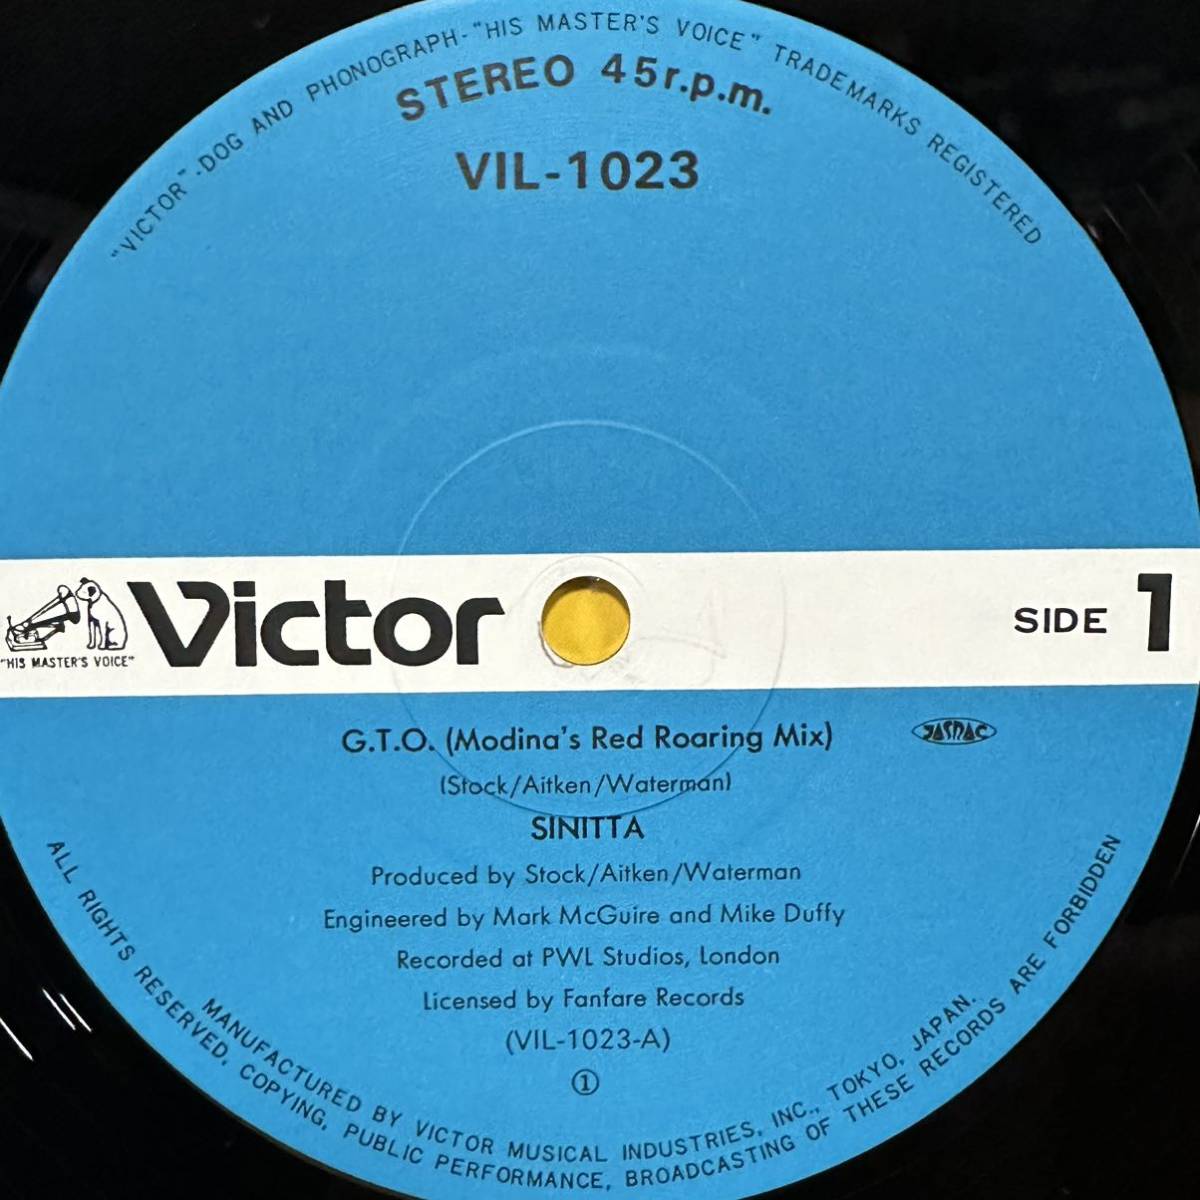 "VICTOR"-DOG AND PHONOGRAPH-"HIS MASTER'S VOICE" TRADEMARKS REGISTERED
STEREO 45r.p.m.
VIL-1023
"HIS MASTER'S VOICE"
Victor
SIDE 1
G.T.O. (Modina's Red Roaring Mix)
JASRAC
(Stock/Aitken/Waterman)
SINITTA
Produced by Stock/Aitken/Waterman
Engineered by Mark McGuire and Mike Duffy
Recorded at PWL Studios, London
Licensed by Fanfare Records
(VIL-1023-A)
①
MANUFACTURED BY VICTOR MUSICAL INDUSTRIES, INC., TOKYO, JAPAN.
ALL RIGHTS RESERVED, COPYING, PUBLIC PERFORMANCE, BROADCASTING OF THESE RECORDS ARE FORBIDDEN